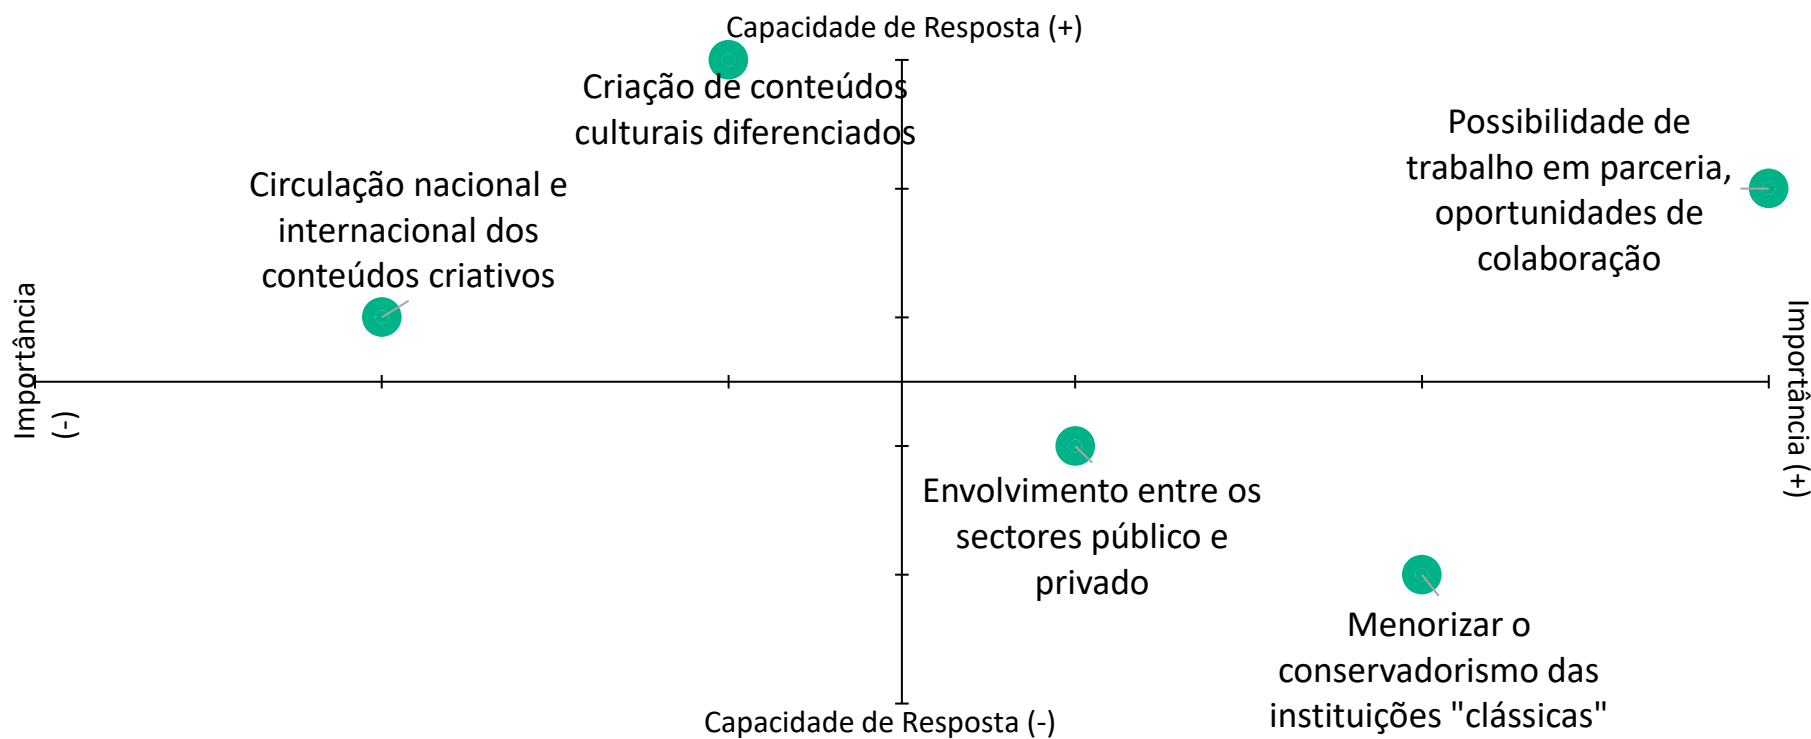 Capacidade de Resposta (+)
Criação de conteúdos
culturais diferenciados
Possibilidade de
trabalho em parceria,
oportunidades de
colaboração
Circulação nacional e
internacional dos
conteúdos criativos
Importância
(-)
Importância (+)
Envolvimento entre os
sectores público e
privado
Menorizar o
conservadorismo das
instituições "clássicas"
Capacidade de Resposta (-)